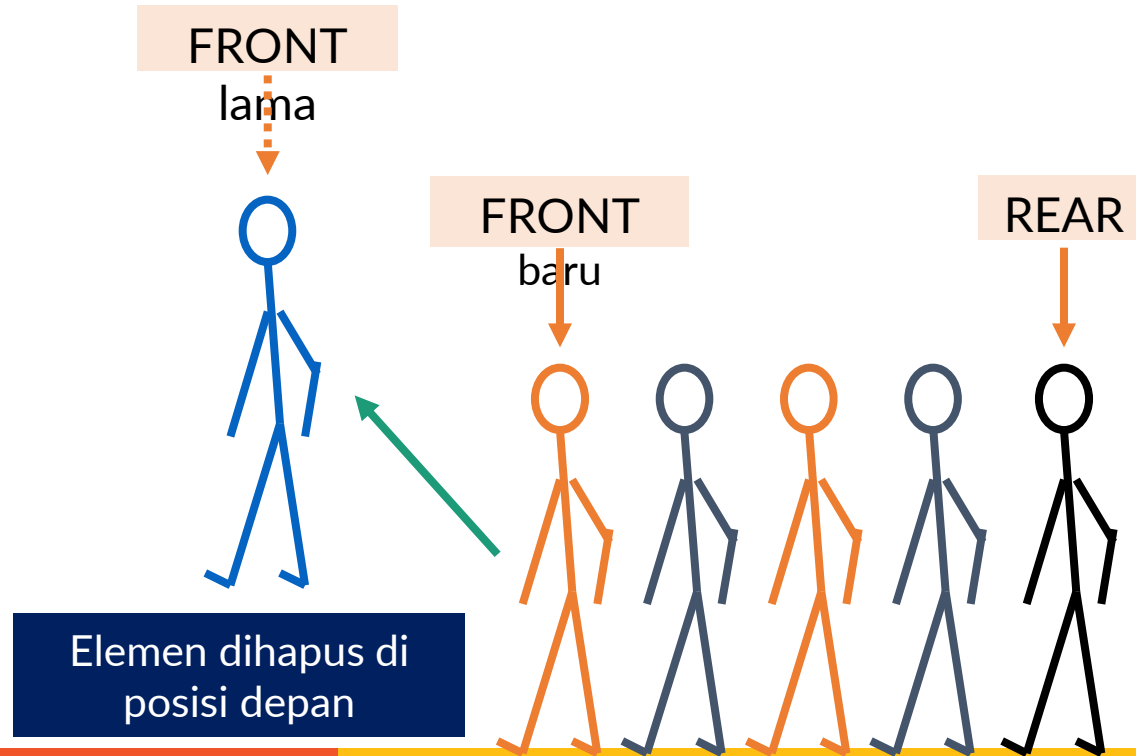 FRONT
lama
FRONT
baru
REAR
Elemen dihapus di
posisi depan